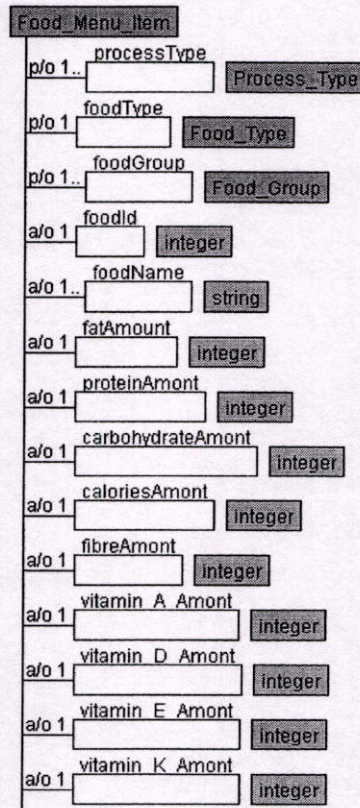 Food_Menu_Item
processType
p/o 1.. Process_Type
foodType
p/o 1 Food_Type
foodGroup
p/o 1.. Food_Group
foodId
a/o 1 integer
foodName
a/o 1.. string
fatAmount
a/o 1 integer
proteinAmont
a/o 1 integer
carbohydrateAmont
a/o 1 integer
caloriesAmont
a/o 1 integer
fibreAmont
a/o 1 integer
vitamin_A_Amont
a/o 1 integer
vitamin_D_Amont
a/o 1 integer
vitamin_E_Amont
a/o 1 integer
vitamin_K_Amont
a/o 1 integer